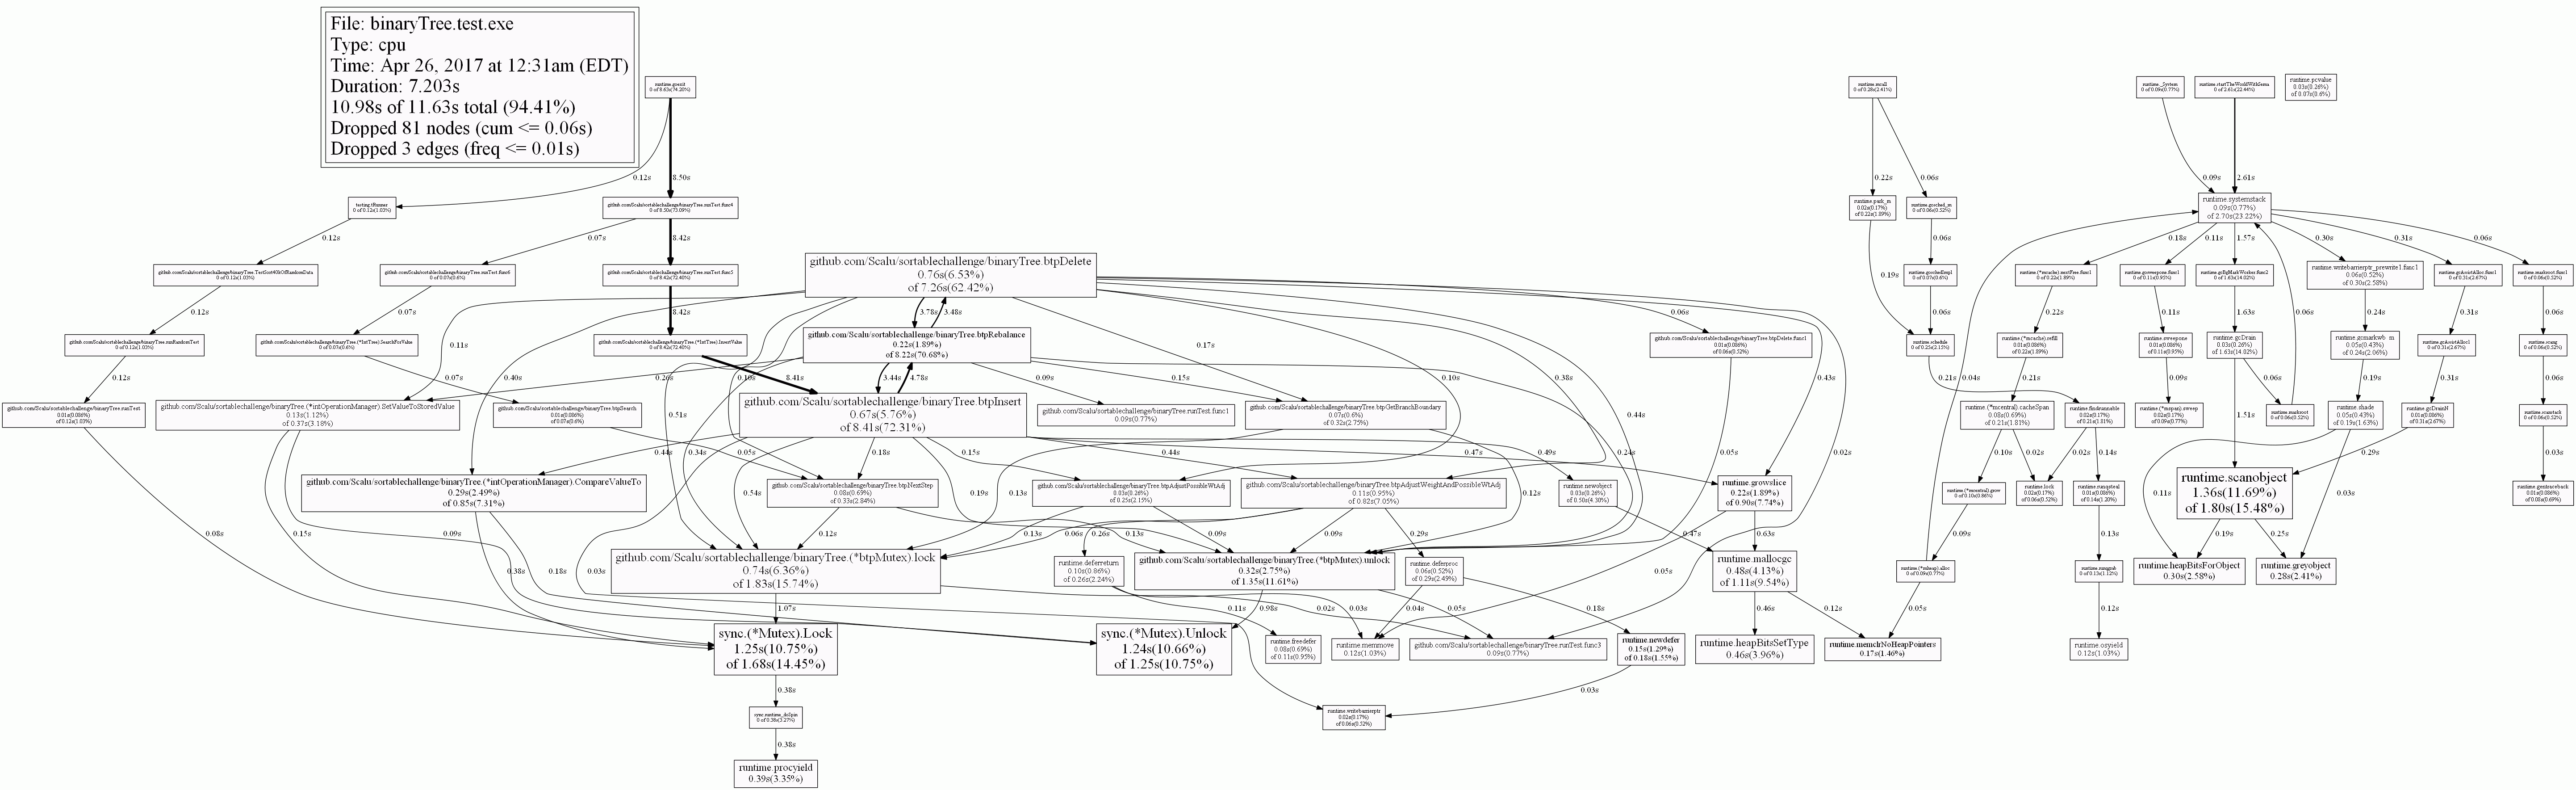 File: binaryTree.test.exe
Type: cpu
Time: Apr 26, 2017 at 12:31am (EDT)
Duration: 7.203s
10.98s of 11.63s total (94.41%)
Dropped 81 nodes (cum <= 0.06s)
Dropped 3 edges (freq <= 0.01s)
runtime.goexit
0 of 8.63s(74.20%)
runtime.mcall
0 of 0.28s(2.41%)
runtime._System
0 of 0.09s(0.77%)
runtime.startTheWorldWithSema
0 of 2.61s(22.44%)
runtime.pcvalue
0.03s(0.26%)
of 0.07s(0.6%)
0.12s
8.50s
0.22s
0.06s
0.09s
2.61s
testing.tRunner
0 of 0.12s(1.03%)
github.com/Scalu/sortablechallenge/binaryTree.runTest.func4
0 of 8.50s(73.09%)
runtime.park_m
0.02s(0.17%)
of 0.22s(1.89%)
runtime.gosched_m
0 of 0.06s(0.52%)
runtime.systemstack
0.09s(0.77%)
of 2.70s(23.22%)
0.12s
0.07s
8.42s
0.06s
0.18s
0.11s
1.57s
0.30s
0.31s
0.06s
github.com/Scalu/sortablechallenge/binaryTree.TestSort40kOfRandomData
0 of 0.12s(1.03%)
github.com/Scalu/sortablechallenge/binaryTree.runTest.func6
0 of 0.07s(0.6%)
github.com/Scalu/sortablechallenge/binaryTree.runTest.func5
0 of 8.42s(72.40%)
github.com/Scalu/sortablechallenge/binaryTree.btpDelete
0.76s(6.53%)
of 7.26s(62.42%)
runtime.goschedImpl
0 of 0.07s(0.6%)
runtime.(*mcache).nextFree.func1
0 of 0.22s(1.89%)
runtime.gosweepone.func1
0 of 0.11s(0.95%)
runtime.gcBgMarkWorker.func2
0 of 1.63s(14.02%)
runtime.writebarrierptr_prewrite1.func1
0.06s(0.52%)
of 0.30s(2.58%)
runtime.gcAssistAlloc.func1
0 of 0.31s(2.67%)
runtime.markroot.func1
0 of 0.06s(0.52%)
0.12s
0.07s
8.42s
3.78s
3.48s
0.06s
0.19s
0.06s
0.22s
0.11s
1.63s
0.06s
0.24s
0.31s
0.06s
github.com/Scalu/sortablechallenge/binaryTree.runRandomTest
0 of 0.12s(1.03%)
github.com/Scalu/sortablechallenge/binaryTree.(*IntTree).SearchForValue
0 of 0.07s(0.6%)
github.com/Scalu/sortablechallenge/binaryTree.(*IntTree).InsertValue
0 of 8.42s(72.40%)
github.com/Scalu/sortablechallenge/binaryTree.btpRebalance
0.22s(1.89%)
of 8.22s(70.68%)
github.com/Scalu/sortablechallenge/binaryTree.btpDelete.func1
0.01s(0.086%)
of 0.06s(0.52%)
runtime.schedule
0 of 0.25s(2.15%)
runtime.(*mcache).refill
0.01s(0.086%)
of 0.22s(1.89%)
runtime.sweepone
0.01s(0.086%)
of 0.11s(0.95%)
runtime.gcDrain
0.03s(0.26%)
of 1.63s(14.02%)
runtime.gcmarkwb_m
0.05s(0.43%)
of 0.24s(2.06%)
runtime.gcAssistAlloc1
0 of 0.31s(2.67%)
runtime.scang
0 of 0.06s(0.52%)
0.11s
0.17s
0.12s
0.07s
0.40s
0.26s
0.10s
8.41s
3.44s
4.78s
0.09s
0.15s
0.10s
0.38s
0.43s
0.04s
0.21s
0.21s
0.09s
0.06s
0.19s
0.31s
0.06s
github.com/Scalu/sortablechallenge/binaryTree.runTest
0.01s(0.086%)
of 0.12s(1.03%)
github.com/Scalu/sortablechallenge/binaryTree.(*intOperationManager).SetValueToStoredValue
0.13s(1.12%)
of 0.37s(3.18%)
github.com/Scalu/sortablechallenge/binaryTree.btpSearch
0.01s(0.086%)
of 0.07s(0.6%)
github.com/Scalu/sortablechallenge/binaryTree.btpInsert
0.67s(5.76%)
of 8.41s(72.31%)
github.com/Scalu/sortablechallenge/binaryTree.runTest.func1
0.09s(0.77%)
github.com/Scalu/sortablechallenge/binaryTree.btpGetBranchBoundary
0.07s(0.6%)
of 0.32s(2.75%)
runtime.(*mcentral).cacheSpan
0.08s(0.69%)
of 0.21s(1.81%)
runtime.findrunnable
0.02s(0.17%)
of 0.21s(1.81%)
runtime.(*mspan).sweep
0.02s(0.17%)
of 0.09s(0.77%)
runtime.markroot
0 of 0.06s(0.52%)
runtime.shade
0.05s(0.43%)
of 0.19s(1.63%)
runtime.gcDrainN
0.01s(0.086%)
of 0.31s(2.67%)
runtime.scanstack
0 of 0.06s(0.52%)
0.51s
0.44s
1.51s
0.44s
0.34s
0.05s
0.18s
0.15s
0.44s
0.47s
0.49s
0.24s
0.05s
0.02s
0.10s
0.02s
0.02s
0.14s
0.29s
0.03s
github.com/Scalu/sortablechallenge/binaryTree.(*intOperationManager).CompareValueTo
0.29s(2.49%)
of 0.85s(7.31%)
github.com/Scalu/sortablechallenge/binaryTree.btpNextStep
0.08s(0.69%)
of 0.33s(2.84%)
github.com/Scalu/sortablechallenge/binaryTree.btpAdjustPossibleWtAdj
0.03s(0.26%)
of 0.25s(2.15%)
github.com/Scalu/sortablechallenge/binaryTree.btpAdjustWeightAndPossibleWtAdj
0.11s(0.95%)
of 0.82s(7.05%)
runtime.newobject
0.03s(0.26%)
of 0.50s(4.30%)
runtime.growslice
0.22s(1.89%)
of 0.90s(7.74%)
runtime.(*mcentral).grow
0 of 0.10s(0.86%)
runtime.lock
0.02s(0.17%)
of 0.06s(0.52%)
runtime.runqsteal
0.01s(0.086%)
of 0.14s(1.20%)
runtime.scanobject
1.36s(11.69%)
of 1.80s(15.48%)
runtime.gentraceback
0.01s(0.086%)
of 0.08s(0.69%)
0.54s
0.19s
0.13s
0.12s
0.11s
0.03s
0.08s
0.15s
0.09s
0.12s
0.13s
0.13s
0.09s
0.06s
0.26s
0.09s
0.29s
0.47s
0.63s
0.09s
0.13s
0.19s
0.25s
github.com/Scalu/sortablechallenge/binaryTree.(*btpMutex).lock
0.74s(6.36%)
of 1.83s(15.74%)
runtime.deferreturn
0.10s(0.86%)
of 0.26s(2.24%)
github.com/Scalu/sortablechallenge/binaryTree.(*btpMutex).unlock
0.32s(2.75%)
of 1.35s(11.61%)
runtime.deferproc
0.06s(0.52%)
of 0.29s(2.49%)
runtime.mallocgc
0.48s(4.13%)
of 1.11s(9.54%)
runtime.(*mheap).alloc
0 of 0.09s(0.77%)
runtime.runqgrab
0 of 0.13s(1.12%)
runtime.heapBitsForObject
0.30s(2.58%)
runtime.greyobject
0.28s(2.41%)
0.38s
0.18s
0.03s
0.05s
1.07s
0.11s
0.98s
0.02s
0.03s
0.04s
0.05s
0.18s
0.46s
0.12s
0.05s
0.12s
sync.(*Mutex).Lock
1.25s(10.75%)
of 1.68s(14.45%)
sync.(*Mutex).Unlock
1.24s(10.66%)
of 1.25s(10.75%)
runtime.freedefer
0.08s(0.69%)
of 0.11s(0.95%)
runtime.memmove
0.12s(1.03%)
github.com/Scalu/sortablechallenge/binaryTree.runTest.func3
0.09s(0.77%)
runtime.newdefer
0.15s(1.29%)
of 0.18s(1.55%)
runtime.heapBitsSetType
0.46s(3.96%)
runtime.memclrNoHeapPointers
0.17s(1.46%)
runtime.osyield
0.12s(1.03%)
0.38s
0.03s
sync.runtime_doSpin
0 of 0.38s(3.27%)
runtime.writebarrierptr
0.02s(0.17%)
of 0.06s(0.52%)
0.38s
runtime.procyield
0.39s(3.35%)